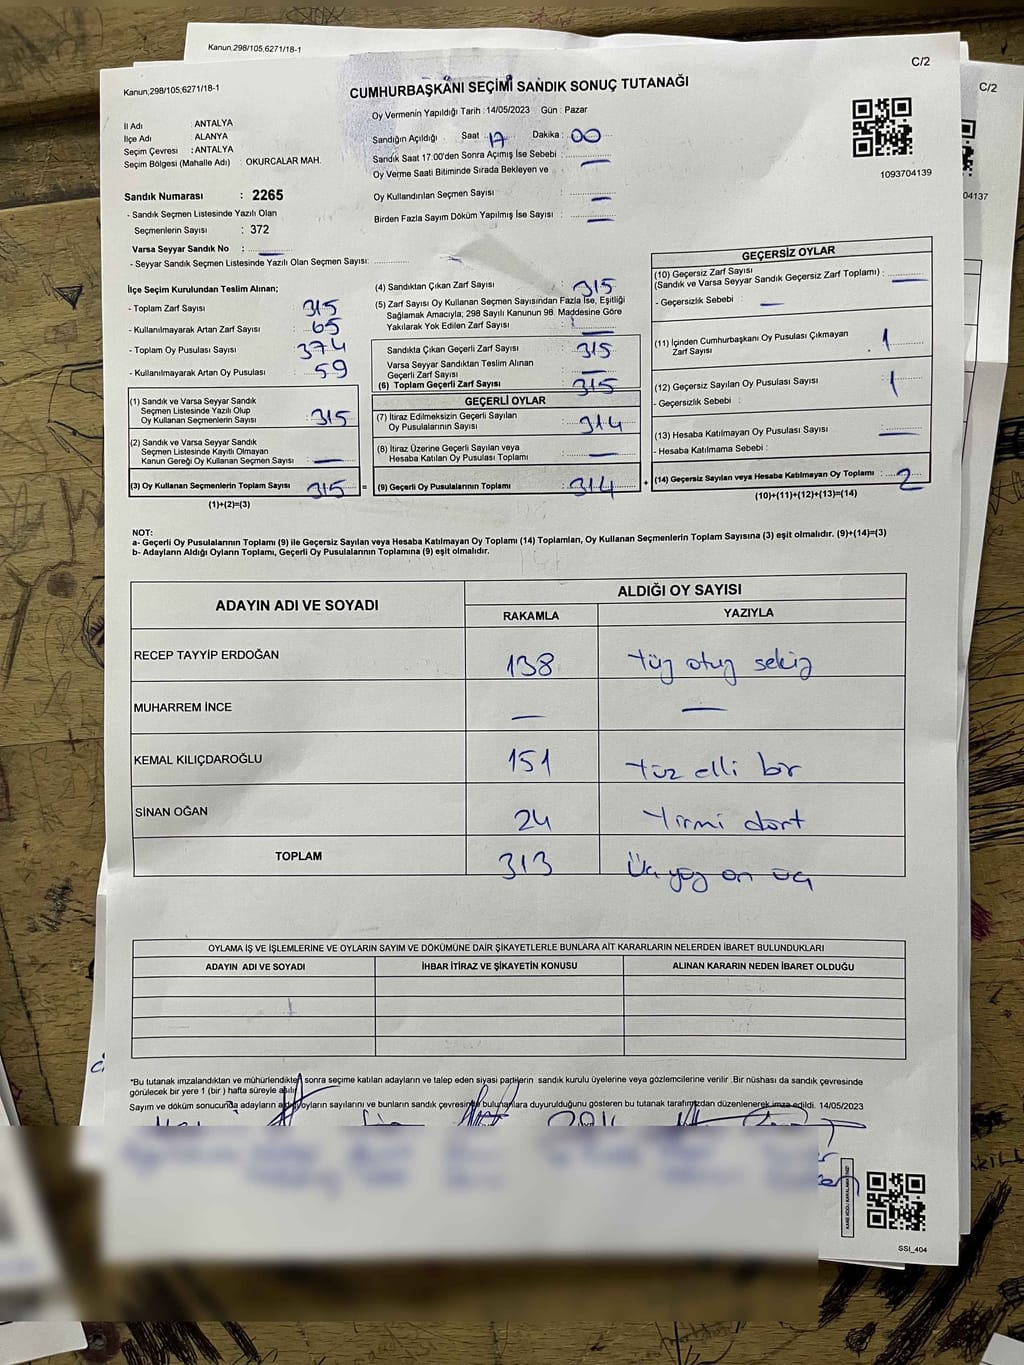 Kanun,298/105,6271/18-1
C/2
Kanun,298/105,6271/18-1
C/2
CUMHURBAŞKANI SEÇİMİ SANDIK SONUÇ TUTANAĞI
Oy Vermenin Yapıldığı Tarih : 14/05/2023 Gün : Pazar
İl Adı : ANTALYA
İlçe Adı : ALANYA
Seçim Çevresi : ANTALYA
Seçim Bölgesi (Mahalle Adı) : OKURCALAR MAH.
Sandığın Açıldığı Saat : 17 Dakika : 00
Sandık Saat 17:00'den Sonra Açımış İse Sebebi : —
Oy Verme Saati Bitiminde Sırada Bekleyen ve
Oy Kullandırılan Seçmen Sayısı : —
Birden Fazla Sayım Döküm Yapılmış İse Sayısı : —
1093704139
04137
Sandık Numarası : 2265
- Sandık Seçmen Listesinde Yazılı Olan
Seçmenlerin Sayısı : 372
Varsa Seyyar Sandık No : —
- Seyyar Sandık Seçmen Listesinde Yazılı Olan Seçmen Sayısı: —
İlçe Seçim Kurulundan Teslim Alınan;
- Toplam Zarf Sayısı : 315
- Kullanılmayarak Artan Zarf Sayısı : 65
- Toplam Oy Pusulası Sayısı : 374
- Kullanılmayarak Artan Oy Pusulası : 59
(1) Sandık ve Varsa Seyyar Sandık
Seçmen Listesinde Yazılı Olup
Oy Kullanan Seçmenlerin Sayısı : 315
(2) Sandık ve Varsa Seyyar Sandık
Seçmen Listesinde Kayıtlı Olmayan
Kanun Gereği Oy Kullanan Seçmen Sayısı : —
(3) Oy Kullanan Seçmenlerin Toplam Sayısı : 315 =
(1)+(2)=(3)
(4) Sandıktan Çıkan Zarf Sayısı : 315
(5) Zarf Sayısı Oy Kullanan Seçmen Sayısından Fazla İse, Eşitliği
Sağlamak Amacıyla; 298 Sayılı Kanunun 98. Maddesine Göre
Yakılarak Yok Edilen Zarf Sayısı : —
Sandıkta Çıkan Geçerli Zarf Sayısı : 315
Varsa Seyyar Sandıktan Teslim Alınan
Geçerli Zarf Sayısı : —
(6) Toplam Geçerli Zarf Sayısı : 315
GEÇERLİ OYLAR
(7) İtiraz Edilmeksizin Geçerli Sayılan
Oy Pusulalarının Sayısı : 314
(8) İtiraz Üzerine Geçerli Sayılan veya
Hesaba Katılan Oy Pusulası Toplamı : —
(9) Geçerli Oy Pusulalarının Toplamı : 314 +
GEÇERSİZ OYLAR
(10) Geçersiz Zarf Sayısı
(Sandık ve Varsa Seyyar Sandık Geçersiz Zarf Toplamı) : —
- Geçersizlik Sebebi : —
(11) İçinden Cumhurbaşkanı Oy Pusulası Çıkmayan
Zarf Sayısı : 1
(12) Geçersiz Sayılan Oy Pusulası Sayısı : 1
- Geçersizlik Sebebi :
(13) Hesaba Katılmayan Oy Pusulası Sayısı : —
- Hesaba Katılmama Sebebi :
(14) Geçersiz Sayılan veya Hesaba Katılmayan Oy Toplamı : 2
(10)+(11)+(12)+(13)=(14)
NOT:
a- Geçerli Oy Pusulalarının Toplamı (9) ile Geçersiz Sayılan veya Hesaba Katılmayan Oy Toplamı (14) Toplamları, Oy Kullanan Seçmenlerin Toplam Sayısına (3) eşit olmalıdır. (9)+(14)=(3)
b- Adayların Aldığı Oyların Toplamı, Geçerli Oy Pusulalarının Toplamına (9) eşit olmalıdır.
ADAYIN ADI VE SOYADI
ALDIĞI OY SAYISI
RAKAMLA YAZIYLA
RECEP TAYYİP ERDOĞAN 138 Yüz otuz sekiz
MUHARREM İNCE — —
KEMAL KILIÇDAROĞLU 151 Yüz elli bir
SİNAN OĞAN 24 Yirmi dört
TOPLAM 313 Üç yüz on üç
OYLAMA İŞ VE İŞLEMLERİNE VE OYLARIN SAYIM VE DÖKÜMÜNE DAİR ŞİKAYETLERLE BUNLARA AİT KARARLARIN NELERDEN İBARET BULUNDUKLARI
ADAYIN ADI VE SOYADI İHBAR İTİRAZ VE ŞİKAYETİN KONUSU ALINAN KARARIN NEDEN İBARET OLDUĞU
*Bu tutanak imzalandıktan ve mühürlendikten sonra seçime katılan adayların ve talep eden siyasi partilerin sandık kurulu üyelerine veya gözlemcilerine verilir .Bir nüshası da sandık çevresinde
görülecek bir yere 1 (bir ) hafta süreyle asılır.
Sayım ve döküm sonucunda adayların aldığı oyların sayılarını ve bunların sandık çevresinde bulunanlara duyurulduğunu gösteren bu tutanak tarafımızdan düzenlenerek imza edildi. 14/05/2023
SSI_404